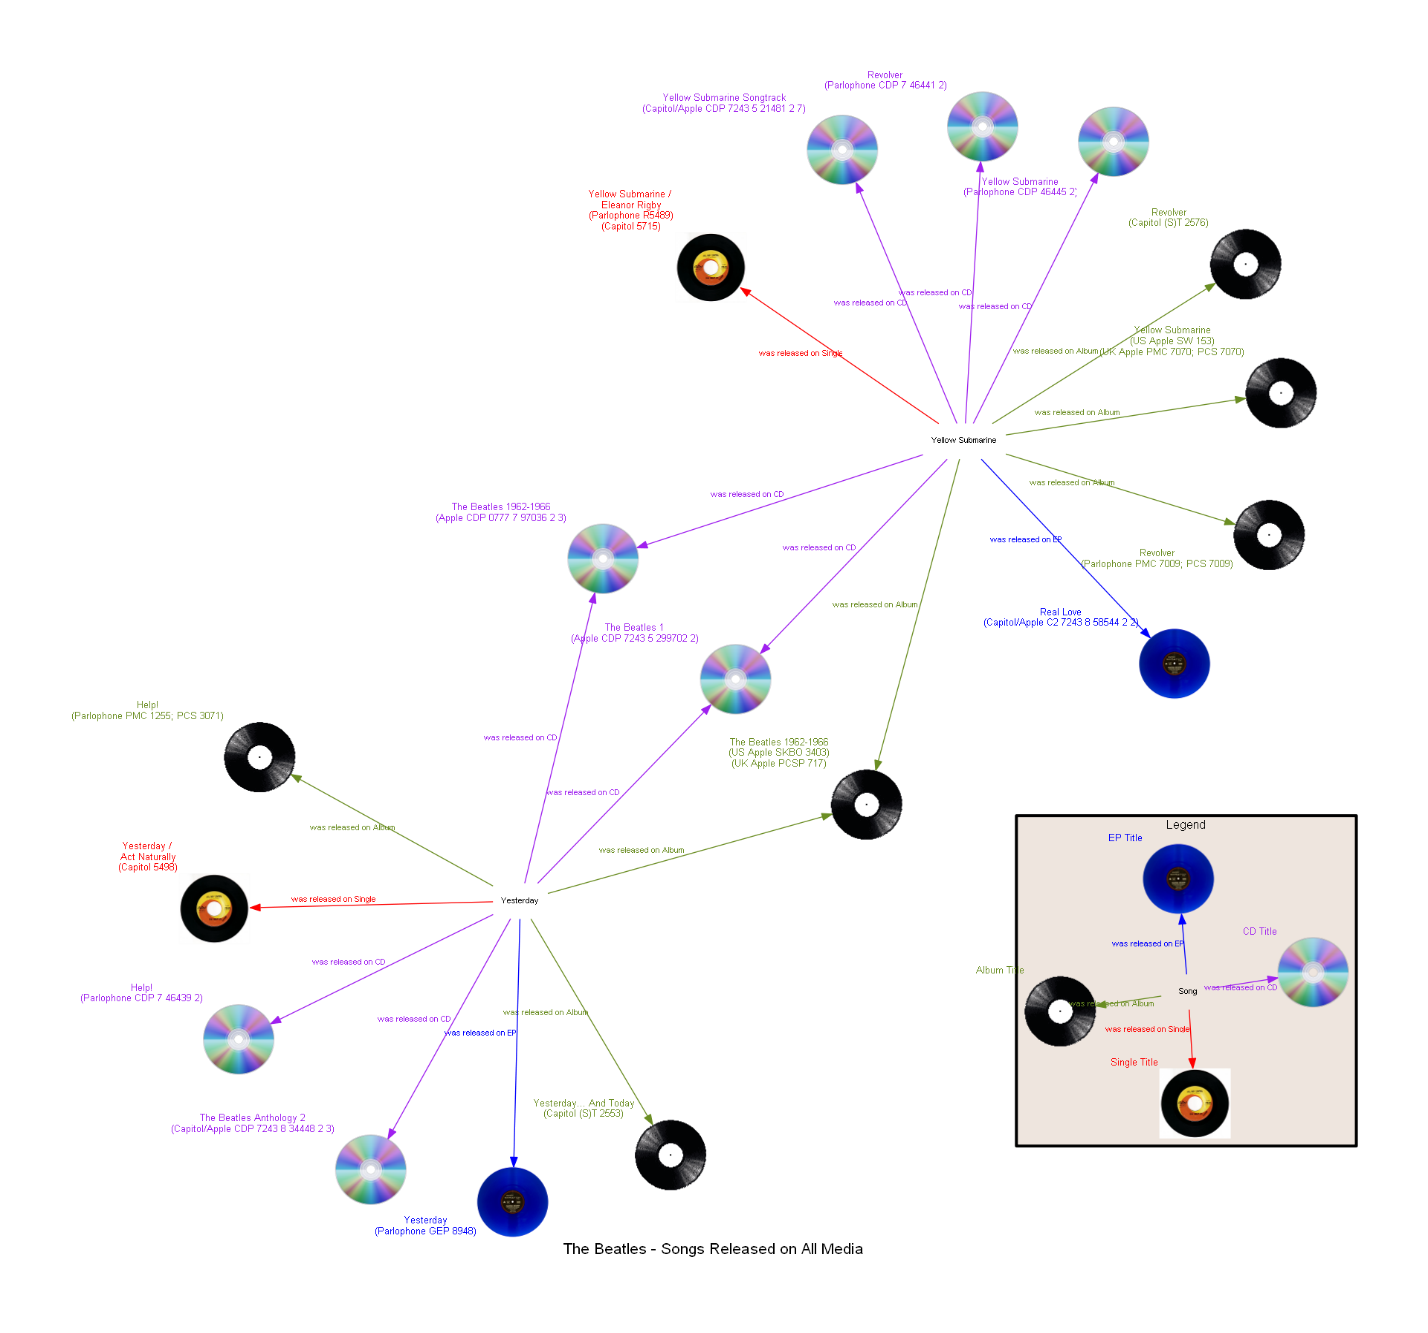 Revolver
(Parlophone CDP 7 46441 2)
Yellow Submarine Songtrack
(Capitol/Apple CDP 7243 5 21481 2 7)
Yellow Submarine
(Parlophone CDP 46445 2)
Yellow Submarine /
Eleanor Rigby
(Parlophone R5489)
(Capitol 5715)
Revolver
(Capitol (S)T 2576)
was released on CD
was released on CD
was released on CD
Yellow Submarine
(US Apple SW 153)
(UK Apple PMC 7070; PCS 7070)
was released on Album
was released on Single
was released on Album
Yellow Submarine
was released on Album
was released on CD
The Beatles 1962-1966
(Apple CDP 0777 7 97036 2 3)
was released on EP
was released on CD
Revolver
(Parlophone PMC 7009; PCS 7009)
was released on Album
Real Love
(Capitol/Apple C2 7243 8 58544 2 2)
The Beatles 1
(Apple CDP 7243 5 299702 2)
Help!
(Parlophone PMC 1255; PCS 3071)
was released on CD
The Beatles 1962-1966
(US Apple SKBO 3403)
(UK Apple PCSP 717)
was released on CD
was released on Album
Yesterday /
Act Naturally
(Capitol 5498)
was released on Album
was released on Single
Yesterday
was released on CD
Help!
(Parlophone CDP 7 46439 2)
was released on CD
was released on EP
was released on Album
Yesterday... And Today
(Capitol (S)T 2553)
The Beatles Anthology 2
(Capitol/Apple CDP 7243 8 34448 2 3)
Yesterday
(Parlophone GEP 8948)
Legend
EP Title
was released on EP
CD Title
Album Title
Song
was released on CD
was released on Album
was released on Single
Single Title
The Beatles - Songs Released on All Media